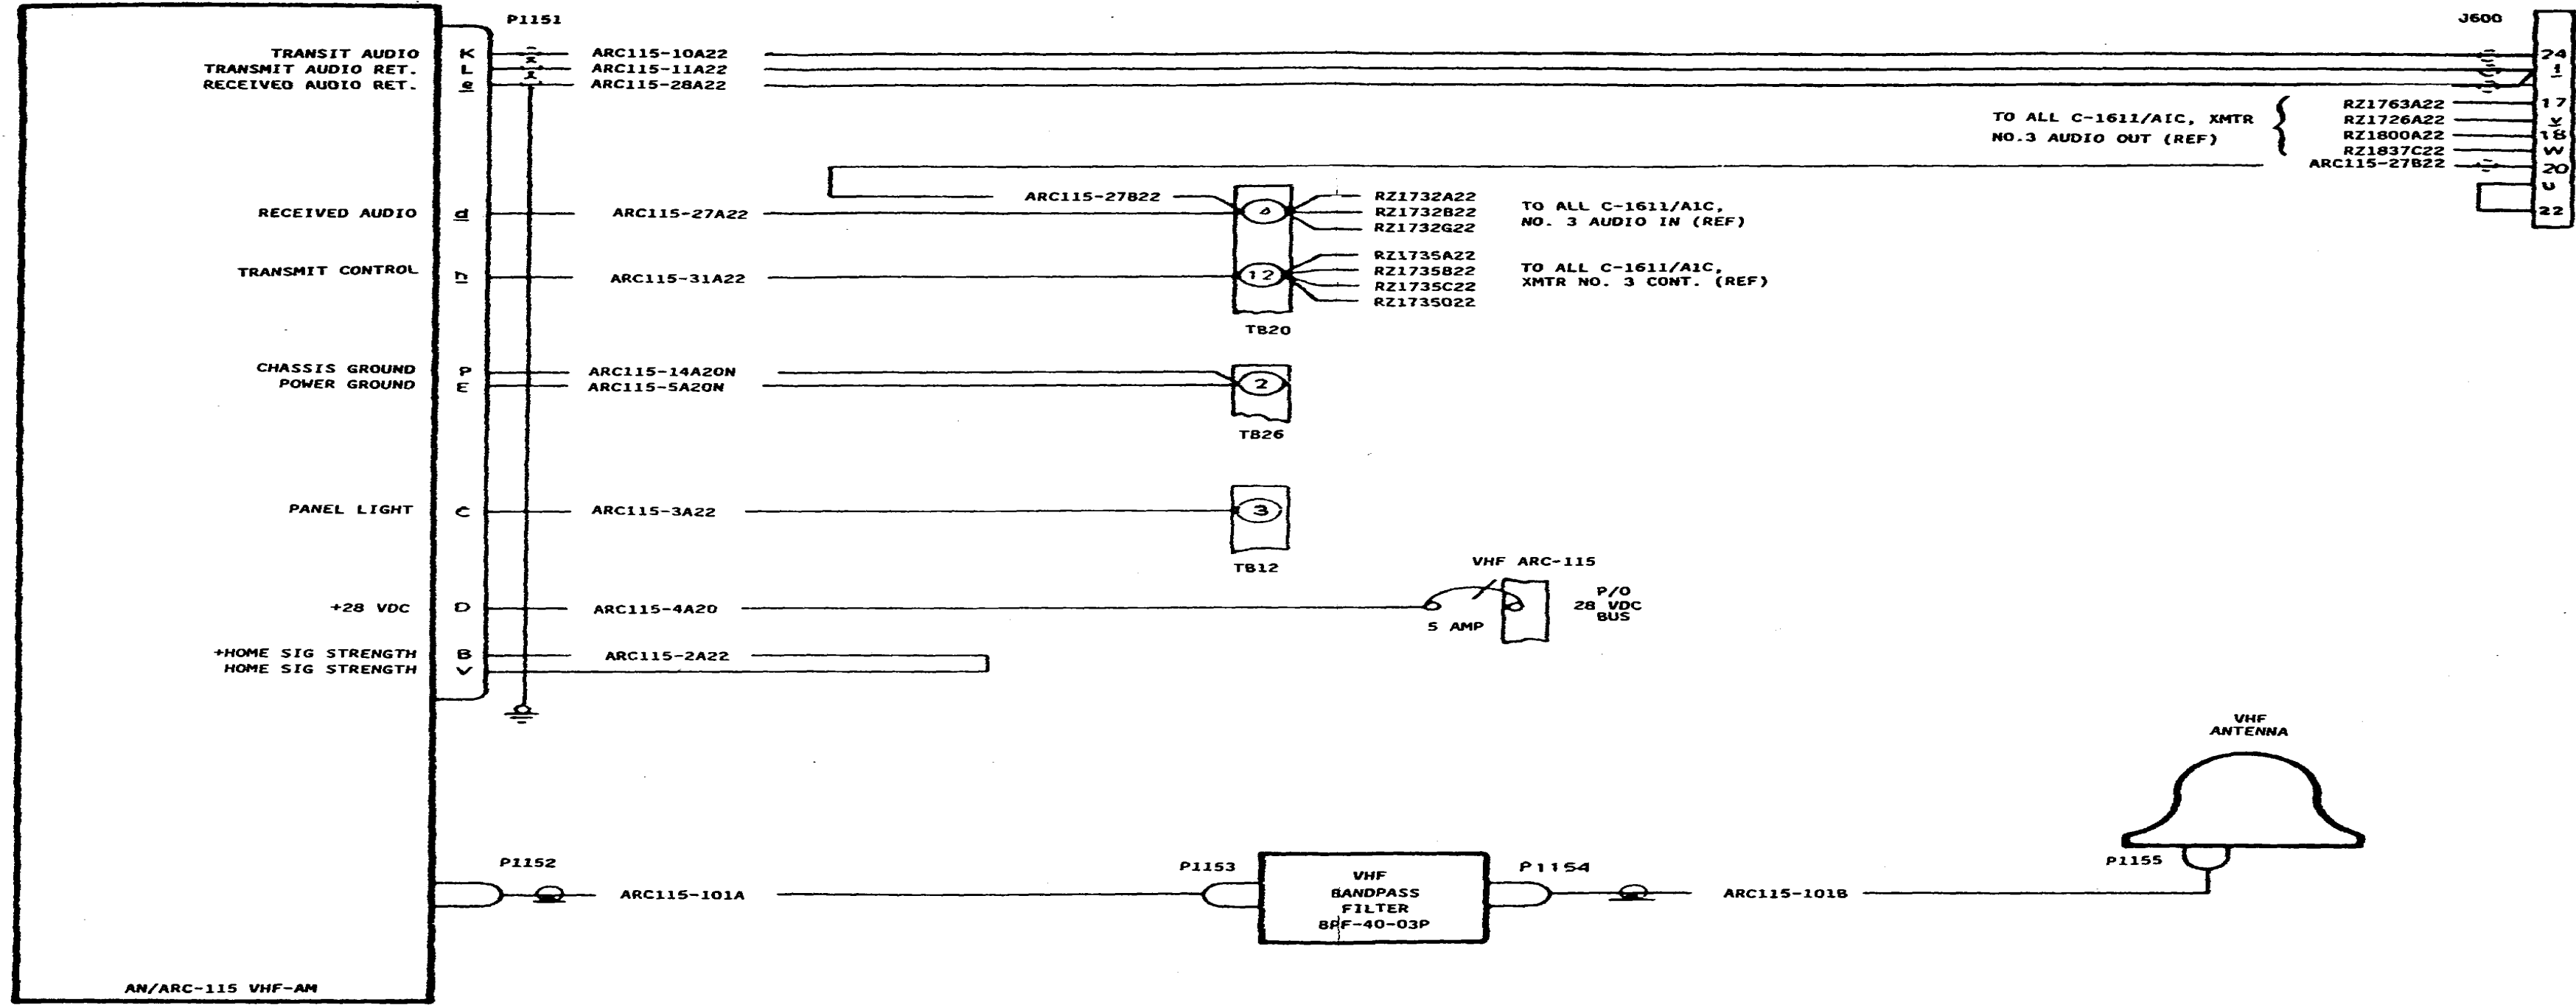 P1151
J600
TRANSIT AUDIO K ARC115-10A22 24
TRANSMIT AUDIO RET. L ARC115-11A22 i
RECEIVED AUDIO RET. e ARC115-28A22
RZ1763A22 17
TO ALL C-1611/AIC, XMTR RZ1726A22 v
NO.3 AUDIO OUT (REF) RZ1800A22 18
RZ1837C22 W
ARC115-27B22 20
U
22
ARC115-27B22 RZ1732A22
RECEIVED AUDIO d ARC115-27A22 RZ1732B22 TO ALL C-1611/A1C,
RZ1732G22 NO. 3 AUDIO IN (REF)
RZ1735A22
TRANSMIT CONTROL h ARC115-31A22 12 RZ1735B22 TO ALL C-1611/A1C,
RZ1735C22 XMTR NO. 3 CONT. (REF)
RZ1735D22
TB20
CHASSIS GROUND P ARC115-14A20N
POWER GROUND E ARC115-5A20N 2
TB26
PANEL LIGHT C ARC115-3A22 3
TB12
VHF ARC-115
+28 VDC D ARC115-4A20
5 AMP
P/O
28 VDC
BUS
+HOME SIG STRENGTH B ARC115-2A22
HOME SIG STRENGTH V
VHF
ANTENNA
P1152 P1153 P1154 P1155
ARC115-101A
VHF
BANDPASS
FILTER
BPF-40-03P
ARC115-101B
AN/ARC-115 VHF-AM